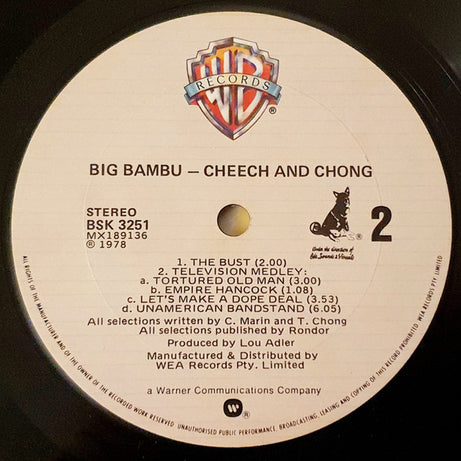 WB
RECORDS
®
BIG BAMBU – CHEECH AND CHONG
STEREO
BSK 3251
MX189136
℗ 1978
®
2
1. THE BUST (2.00)
2. TELEVISION MEDLEY:
a. TORTURED OLD MAN (3.00)
b. EMPIRE HANCOCK (1.08)
c. LET'S MAKE A DOPE DEAL (3.53)
d. UNAMERICAN BANDSTAND (6.05)
All selections written by C. Marin and T. Chong
All selections published by Rondor
Produced by Lou Adler
Manufactured & Distributed by
WEA Records Pty. Limited
a Warner Communications Company
®
ALL RIGHTS OF THE MANUFACTURER AND OF THE OWNER OF THE RECORDED WORK RESERVED. UNAUTHORISED PUBLIC PERFORMANCE, BROADCASTING, LEASING AND COPYING OF THIS RECORD PROHIBITED. WEA RECORDS PTY LIMITED